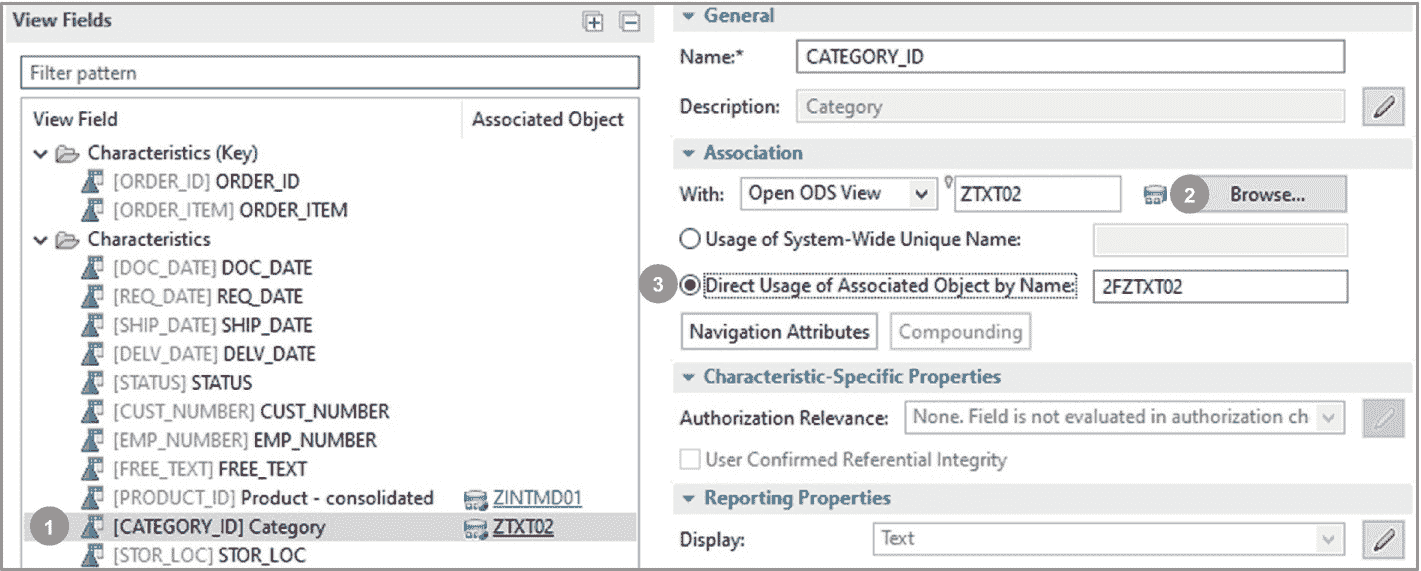 View Fields
Filter pattern
View Field Associated Object
Characteristics (Key)
[ORDER_ID] ORDER_ID
[ORDER_ITEM] ORDER_ITEM
Characteristics
[DOC_DATE] DOC_DATE
[REQ_DATE] REQ_DATE
[SHIP_DATE] SHIP_DATE
[DELV_DATE] DELV_DATE
[STATUS] STATUS
[CUST_NUMBER] CUST_NUMBER
[EMP_NUMBER] EMP_NUMBER
[FREE_TEXT] FREE_TEXT
[PRODUCT_ID] Product - consolidated ZINTMD01
1 [CATEGORY_ID] Category ZTXT02
[STOR_LOC] STOR_LOC
General
Name:* CATEGORY_ID
Description: Category
Association
With: Open ODS View ZTXT02 2 Browse...
Usage of System-Wide Unique Name:
3 Direct Usage of Associated Object by Name: 2FZTXT02
Navigation Attributes Compounding
Characteristic-Specific Properties
Authorization Relevance: None. Field is not evaluated in authorization ch
User Confirmed Referential Integrity
Reporting Properties
Display: Text